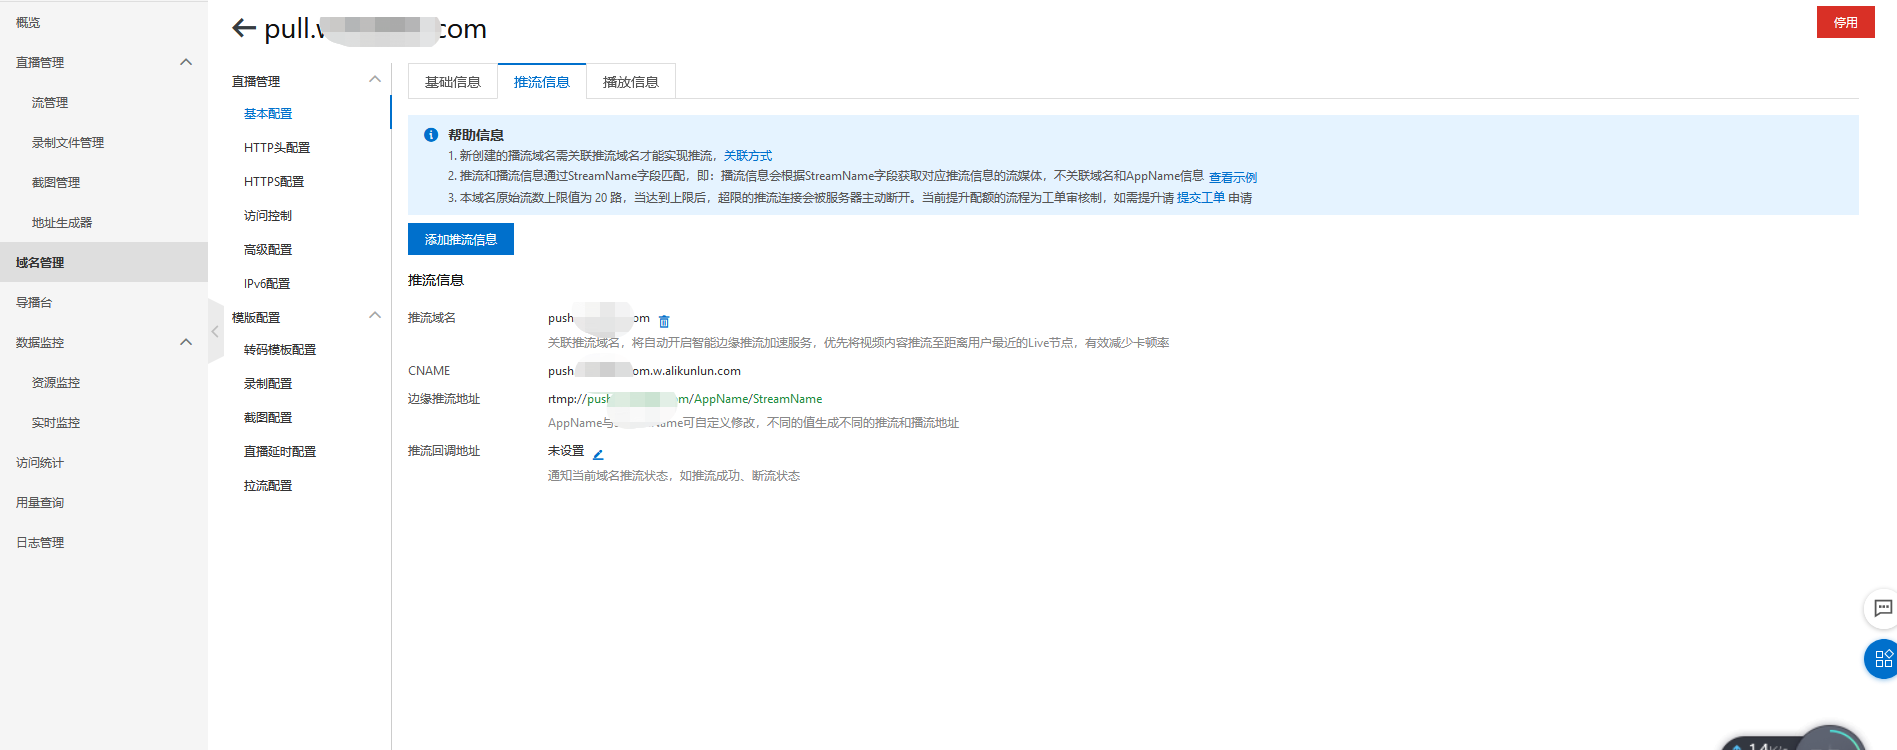 概览
直播管理
流管理
录制文件管理
截图管理
地址生成器
域名管理
导播台
数据监控
资源监控
实时监控
访问统计
用量查询
日志管理
pull. com
停用
直播管理
基本配置
HTTP头配置
HTTPS配置
访问控制
高级配置
IPv6配置
模版配置
转码模板配置
录制配置
截图配置
直播延时配置
拉流配置
基础信息 推流信息 播放信息
帮助信息
1. 新创建的播流域名需关联推流域名才能实现推流，关联方式
2. 推流和播流信息通过StreamName字段匹配，即：播流信息会根据StreamName字段获取对应推流信息的流媒体，不关联域名和AppName信息 查看示例
3. 本域名原始流数上限值为 20 路，当达到上限后，超限的推流连接会被服务器主动断开。当前提升配额的流程为工单审核制，如需提升请 提交工单 申请
添加推流信息
推流信息
推流域名 push om
关联推流域名，将自动开启智能边缘推流加速服务，优先将视频内容推流至距离用户最近的Live节点，有效减少卡顿率
CNAME push om.w.alikunlun.com
边缘推流地址 rtmp://push m/AppName/StreamName
AppName与 Name可自定义修改，不同的值生成不同的推流和播流地址
推流回调地址 未设置
通知当前域名推流状态，如推流成功、断流状态